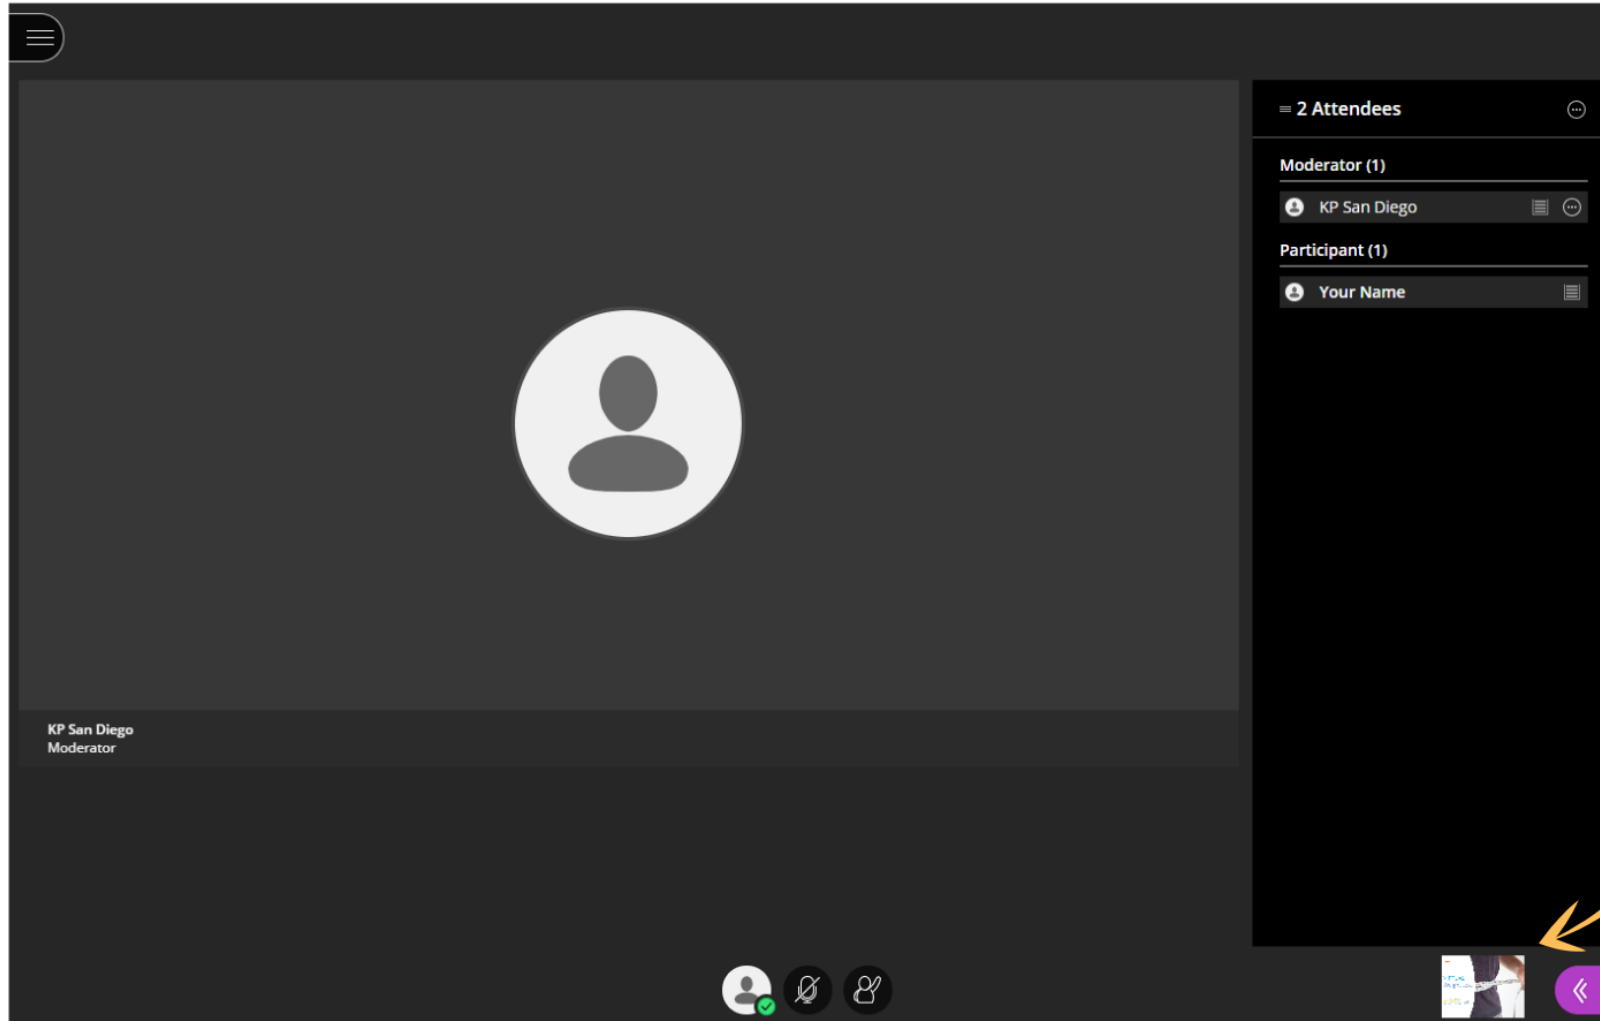 2 Attendees
Moderator (1)
KP San Diego
Participant (1)
Your Name
KP San Diego
Moderator